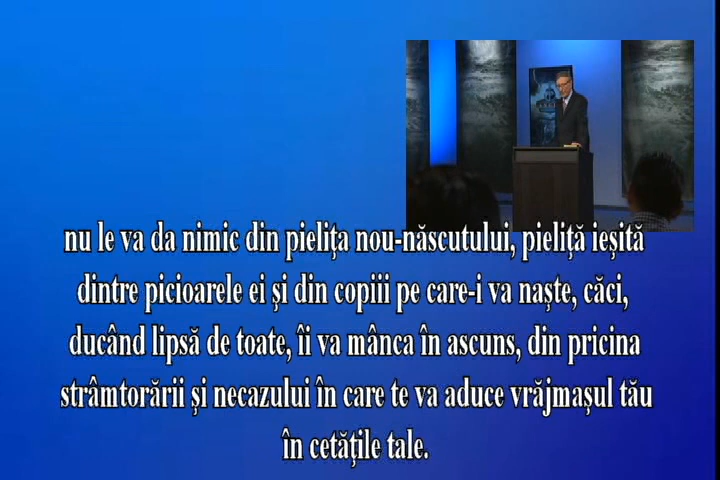 nu le va da nimic din pielița nou-născutului, pieliță ieșită
dintre picioarele ei și din copiii pe care-i va naște, căci,
ducând lipsă de toate, îi va mânca în ascuns, din pricina
strâmtorării și necazului în care te va aduce vrăjmașul tău
în cetățile tale.